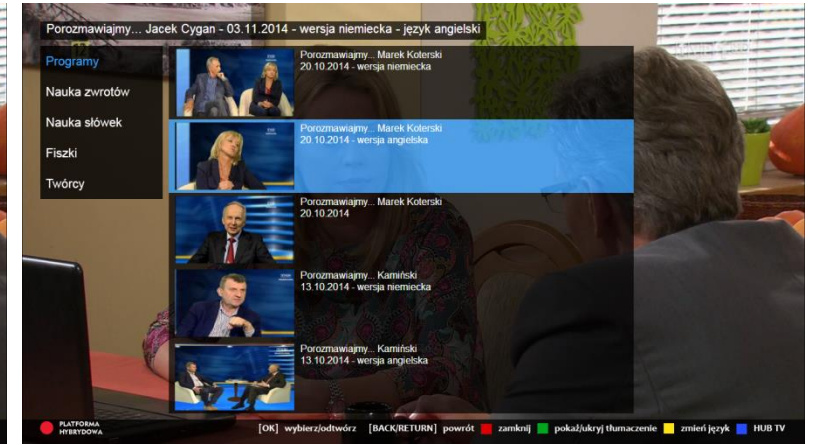 Porozmawiajmy... Jacek Cygan - 03.11.2014 - wersja niemiecka - język angielski
Programy
Nauka zwrotów
Nauka słówek
Fiszki
Twórcy
Porozmawiajmy... Marek Koterski
20.10.2014 - wersja niemiecka
Porozmawiajmy... Marek Koterski
20.10.2014 - wersja angielska
Porozmawiajmy... Marek Koterski
20.10.2014
Porozmawiajmy... Kamiński
13.10.2014 - wersja niemiecka
Porozmawiajmy... Kamiński
13.10.2014 - wersja angielska
PLATFORMA
HYBRYDOWA
[OK] wybierz/odtwórz [BACK/RETURN] powrót zamknij pokaż/ukryj tłumaczenie zmień język HUB TV